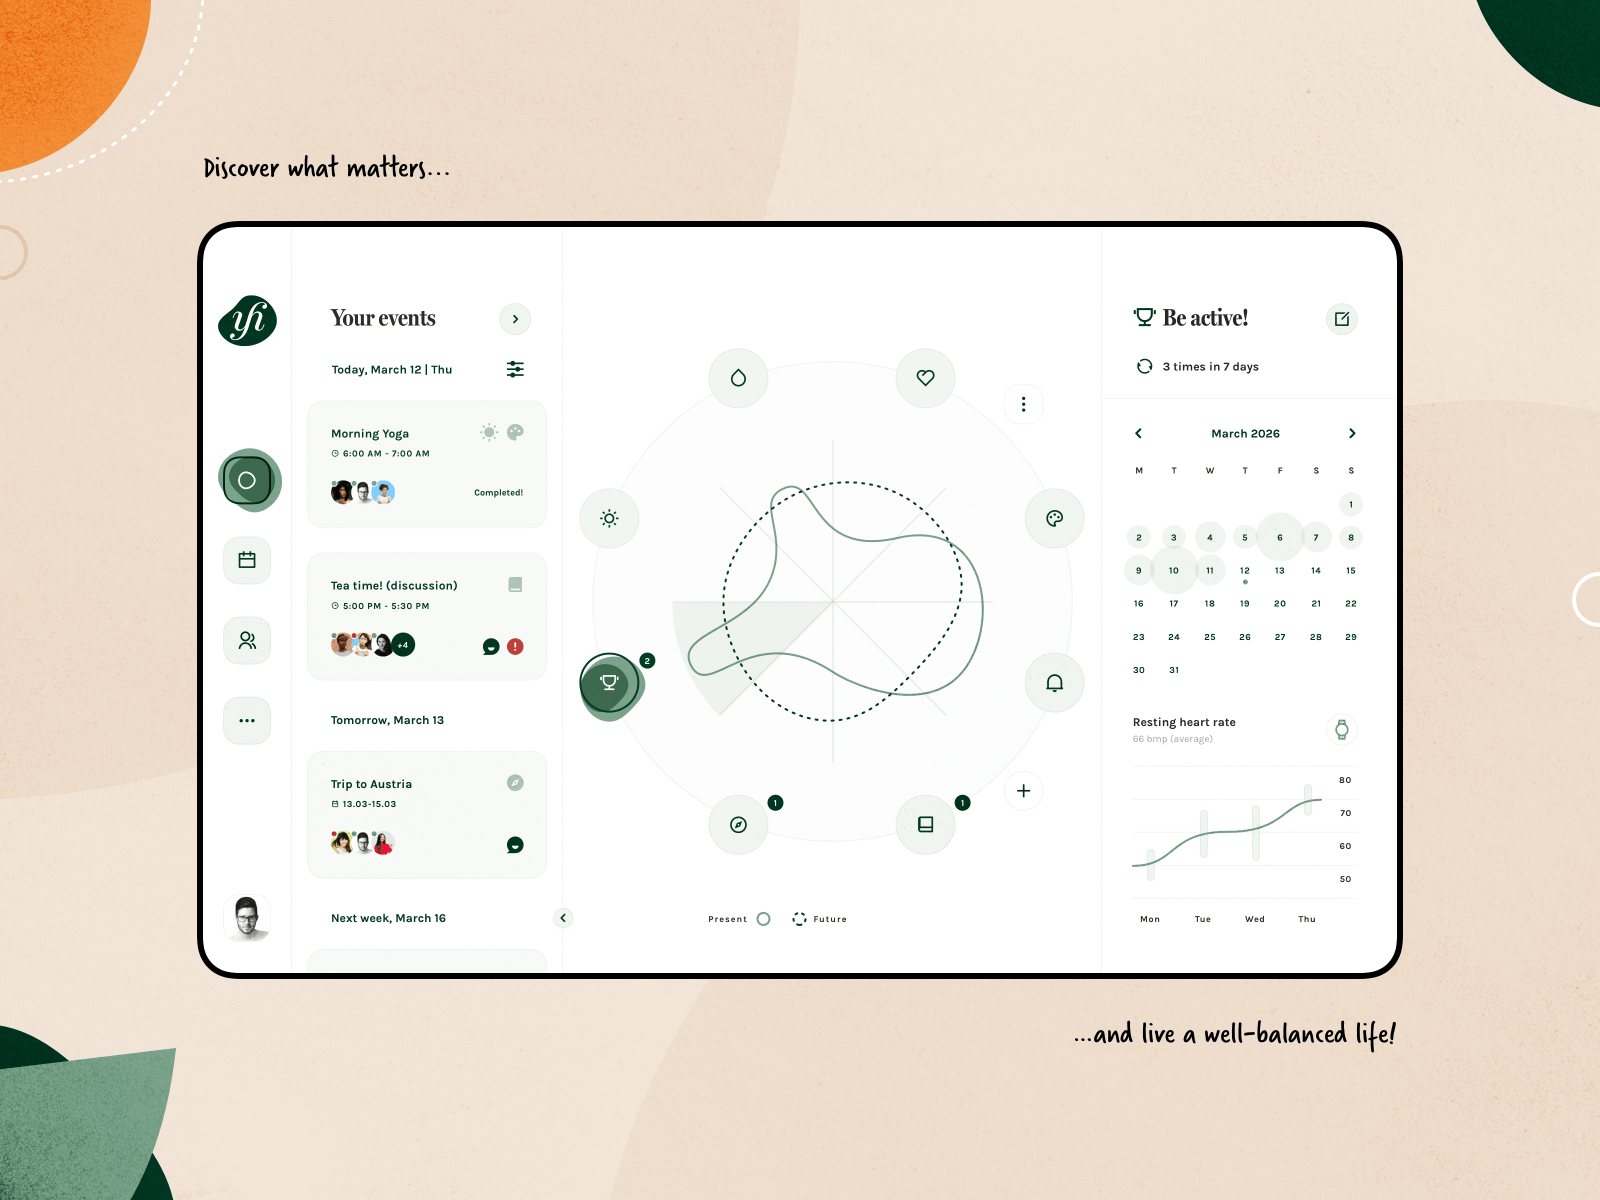 Discover what matters...
yh
Your events
Today, March 12 | Thu
Morning Yoga
6:00 AM - 7:00 AM
Completed!
Tea time! (discussion)
5:00 PM - 5:30 PM
+4
!
Tomorrow, March 13
Trip to Austria
13.03-15.03
Next week, March 16
2
1
1
Present
Future
Be active!
3 times in 7 days
March 2026
M T W T F S S
1
2 3 4 5 6 7 8
9 10 11 12 13 14 15
16 17 18 19 20 21 22
23 24 25 26 27 28 29
30 31
Resting heart rate
66 bmp (average)
80
70
60
50
Mon Tue Wed Thu
...and live a well-balanced life!